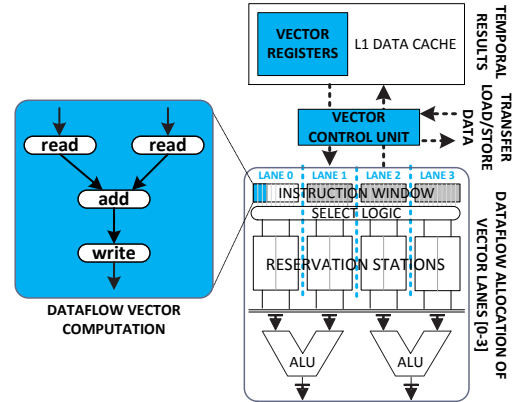 VECTOR
REGISTERS
L1 DATA CACHE
TEMPORAL
RESULTS
VECTOR
CONTROL UNIT
TRANSFER
LOAD/STORE
DATA
read
read
add
write
DATAFLOW VECTOR
COMPUTATION
LANE 0
LANE 1
LANE 2
LANE 3
INSTRUCTION WINDOW
SELECT LOGIC
RESERVATION STATIONS
ALU
ALU
DATAFLOW ALLOCATION OF
VECTOR LANES [0-3]